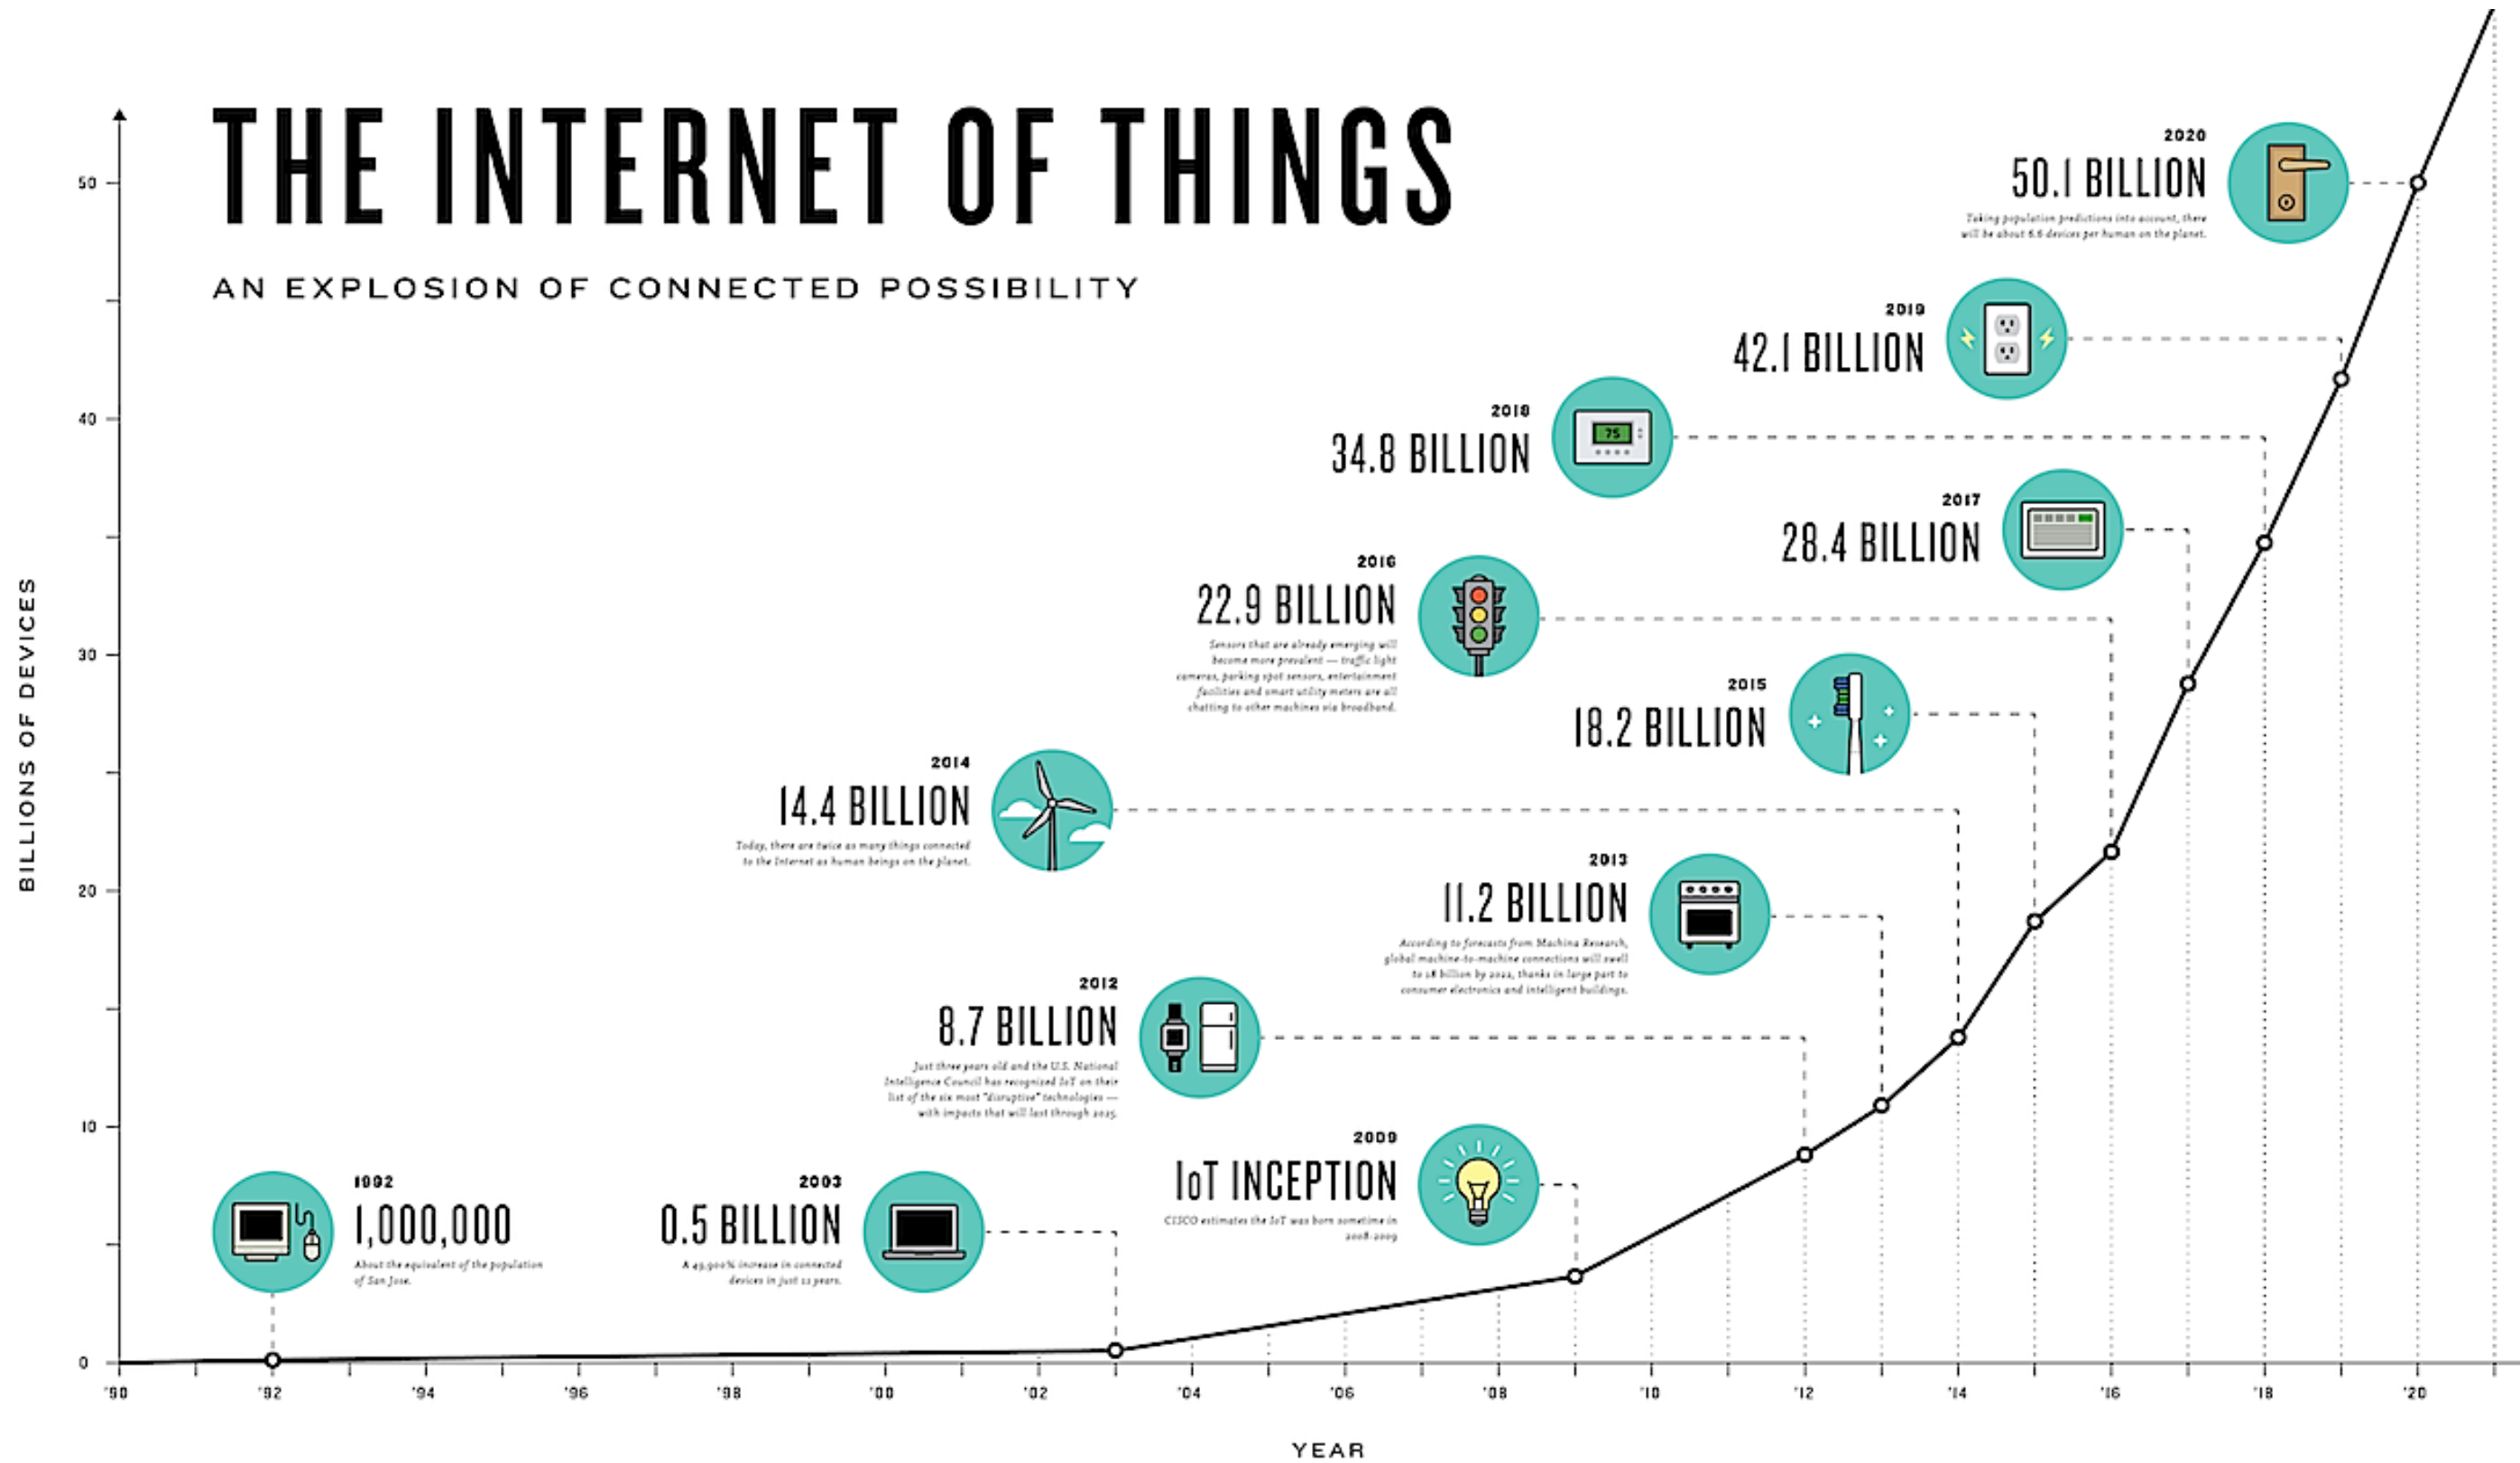 THE INTERNET OF THINGS
AN EXPLOSION OF CONNECTED POSSIBILITY
BILLIONS OF DEVICES
50
40
30
20
10
0
2020
50.1 BILLION
Taking population predictions into account, there
will be about 6.6 devices per human on the planet.
2019
42.1 BILLION
2018
34.8 BILLION
75
2017
28.4 BILLION
2016
22.9 BILLION
Sensors that are already emerging will
become more prevalent — traffic light
cameras, parking spot sensors, entertainment
facilities and smart utility meters are all
chatting to other machines via broadband.
2015
18.2 BILLION
2014
14.4 BILLION
Today, there are twice as many things connected
to the Internet as human beings on the planet.
2013
11.2 BILLION
According to forecasts from Machina Research,
global machine-to-machine connections will swell
to 18 billion by 2022, thanks in large part to
consumer electronics and intelligent buildings.
2012
8.7 BILLION
Just three years old and the U.S. National
Intelligence Council has recognized IoT on their
list of the six most "disruptive" technologies —
with impacts that will last through 2025.
2009
IoT INCEPTION
CISCO estimates the IoT was born sometime in
2008-2009
2003
0.5 BILLION
A 49,900% increase in connected
devices in just 11 years.
1992
1,000,000
About the equivalent of the population
of San Jose.
'90 '92 '94 '96 '98 '00 '02 '04 '06 '08 '10 '12 '14 '16 '18 '20
YEAR